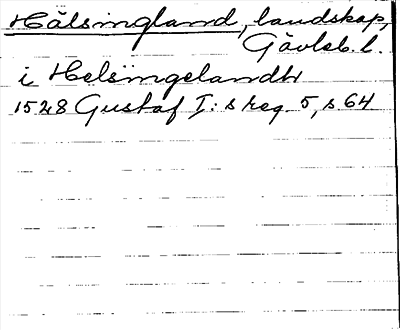 Hälsingland, landskap,
Gävleb. l.
i Helsingelandh
1528 Gustaf I:s reg. 5, s 64